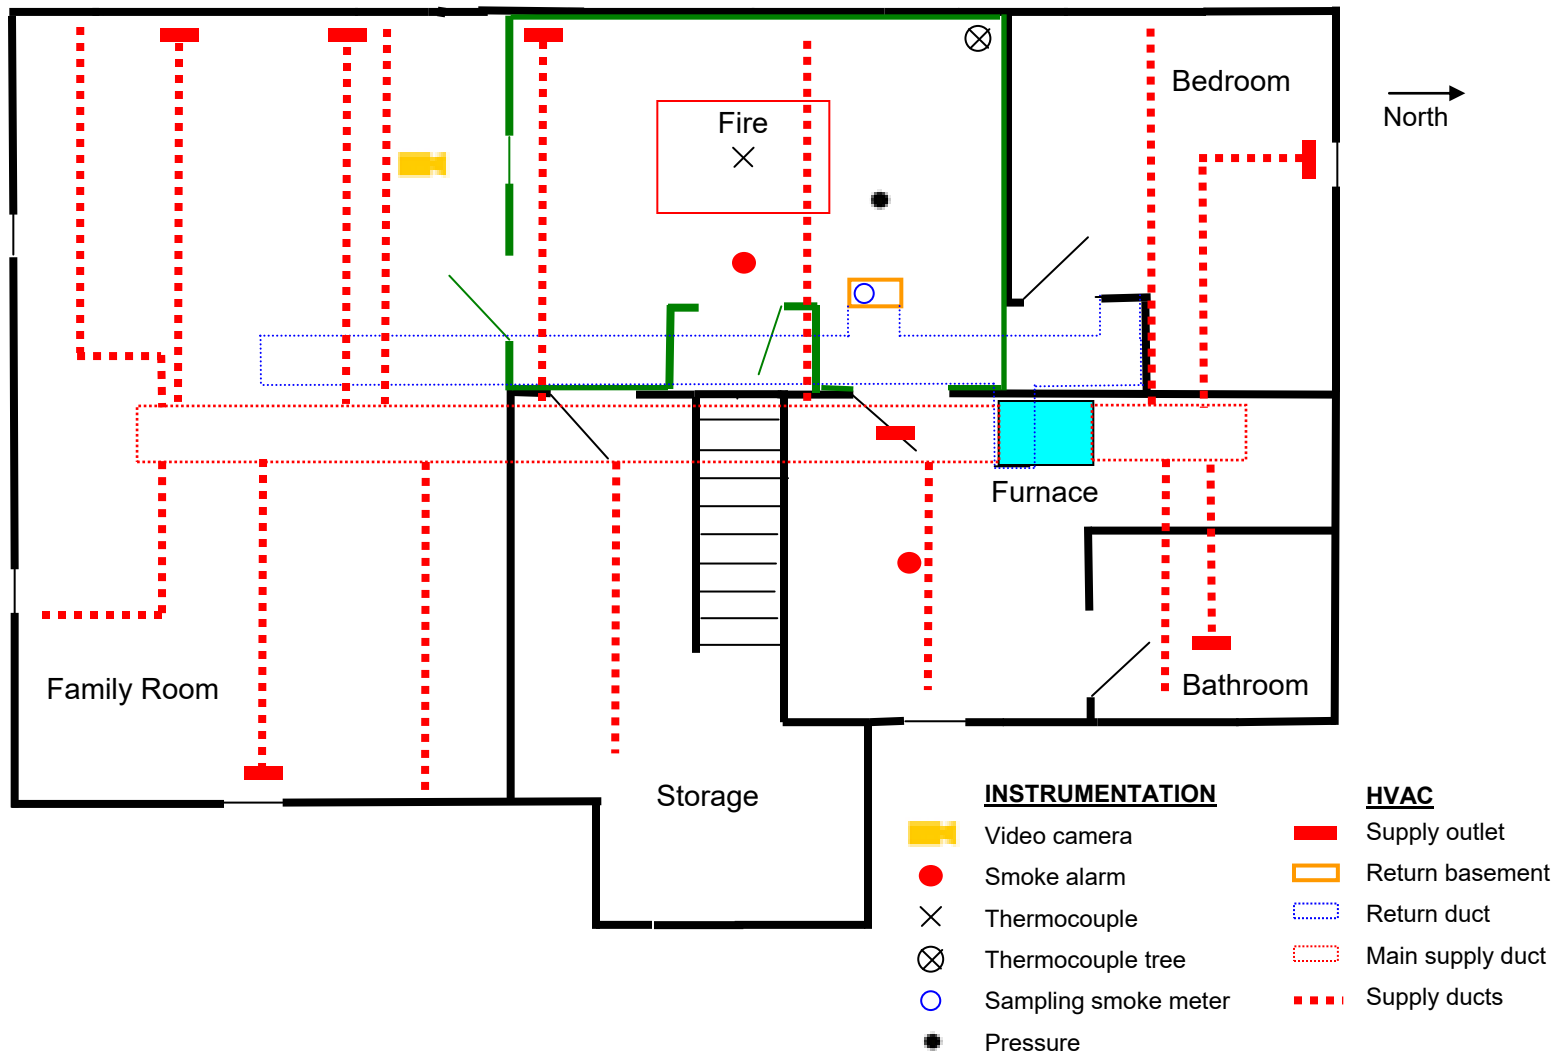 Bedroom
North
Fire
Furnace
Family Room
Bathroom
Storage
INSTRUMENTATION
Video camera
Smoke alarm
Thermocouple
Thermocouple tree
Sampling smoke meter
Pressure
HVAC
Supply outlet
Return basement
Return duct
Main supply duct
Supply ducts